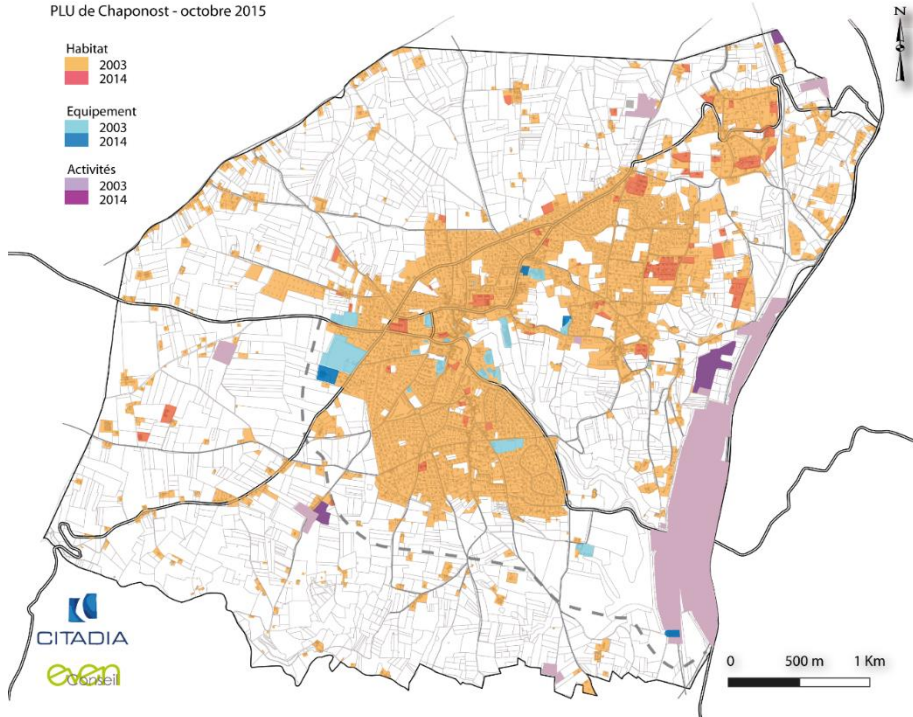 PLU de Chaponost - octobre 2015
N
Habitat
2003
2014
Equipement
2003
2014
Activités
2003
2014
CITADIA
even
Conseil
0 500 m 1 Km